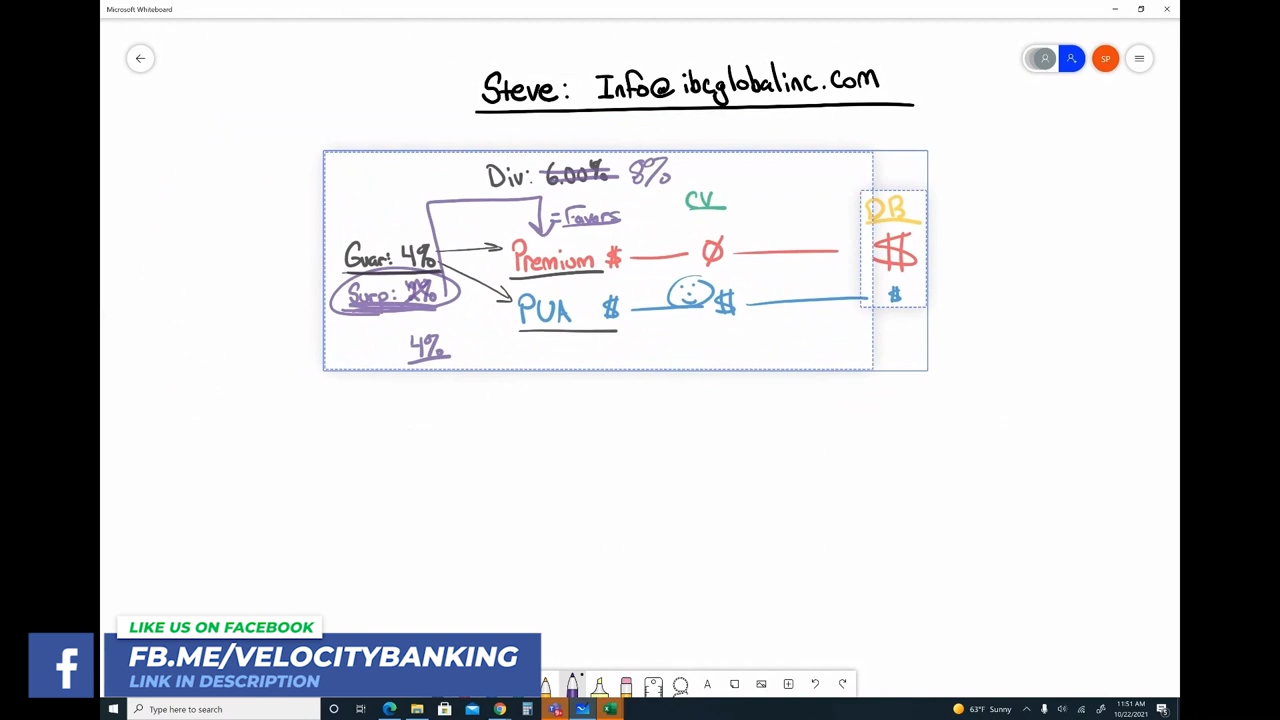 Microsoft Whiteboard
SP
Steve: Info@ibcglobalinc.com
Div: 6.00% 8%
= Favors
CV
DB
Guar: 4%
Premium $ Ø $
Surp:
PUA $ $ $
4%
LIKE US ON FACEBOOK
FB.ME/VELOCITYBANKING
LINK IN DESCRIPTION
A
Type here to search
63°F Sunny
11:51 AM
10/22/2021
5